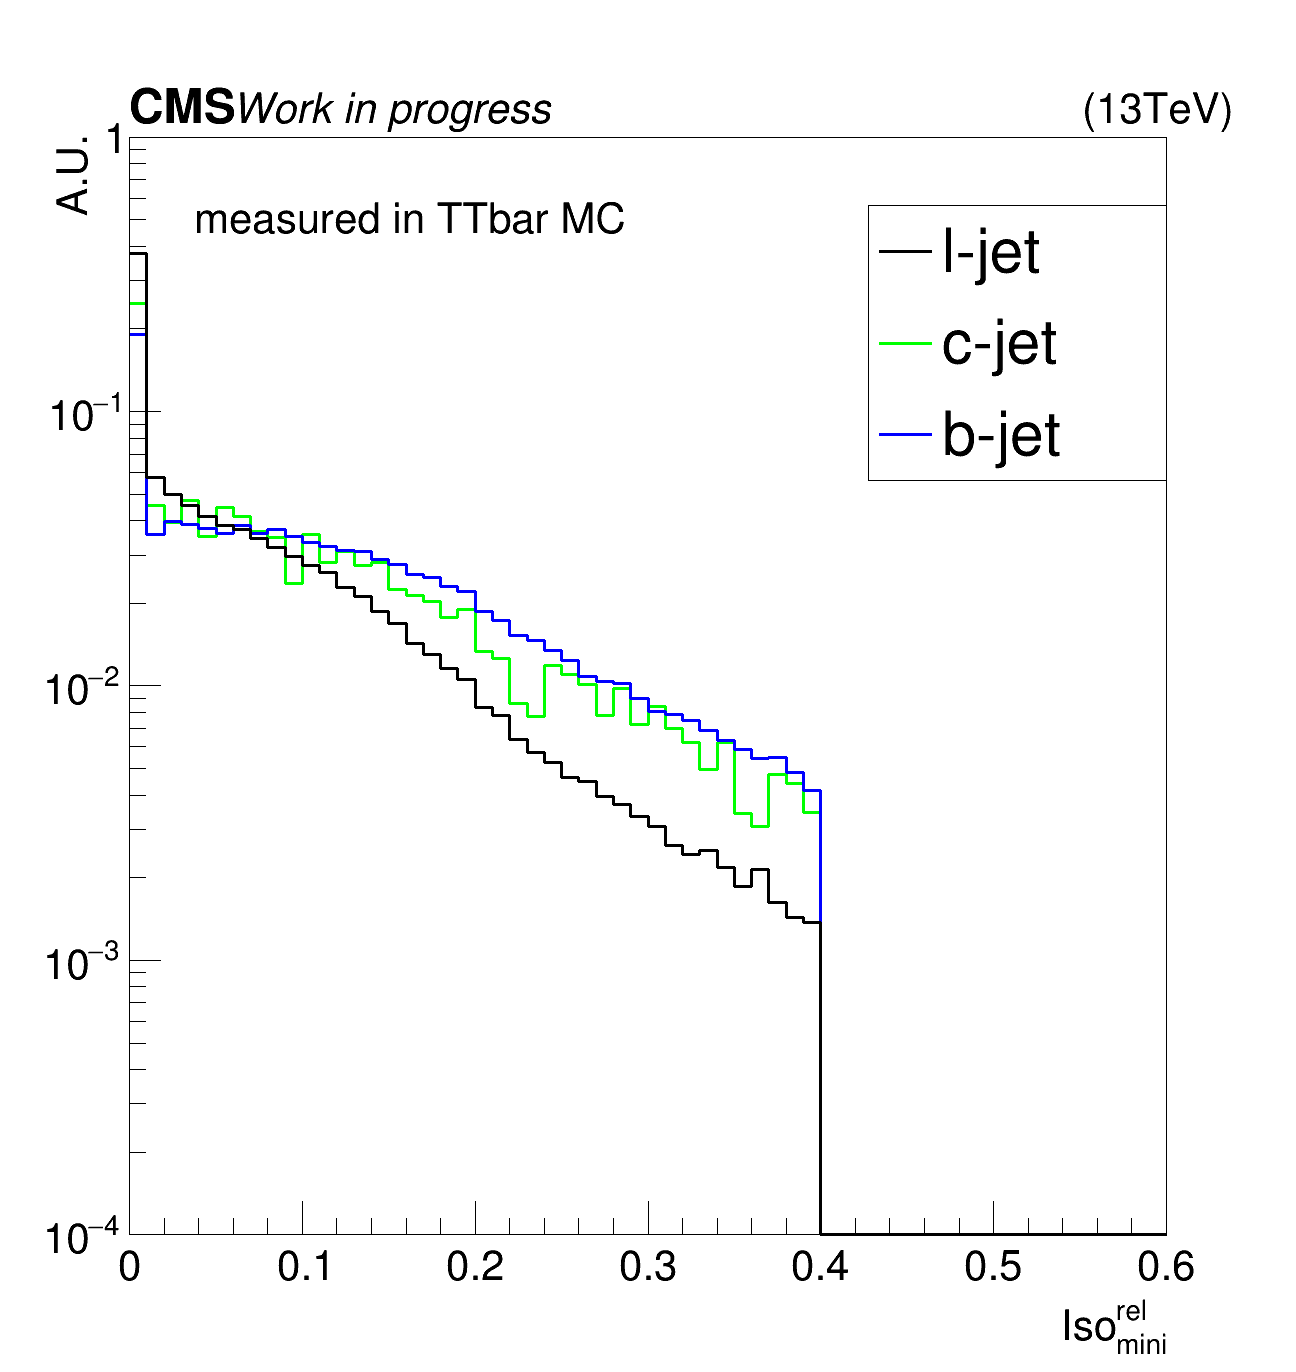 CMS Work in progress (13TeV)
A.U.
1
measured in TTbar MC
l-jet
c-jet
b-jet
10⁻¹
10⁻²
10⁻³
10⁻⁴
0 0.1 0.2 0.3 0.4 0.5 0.6
Iso^rel_mini